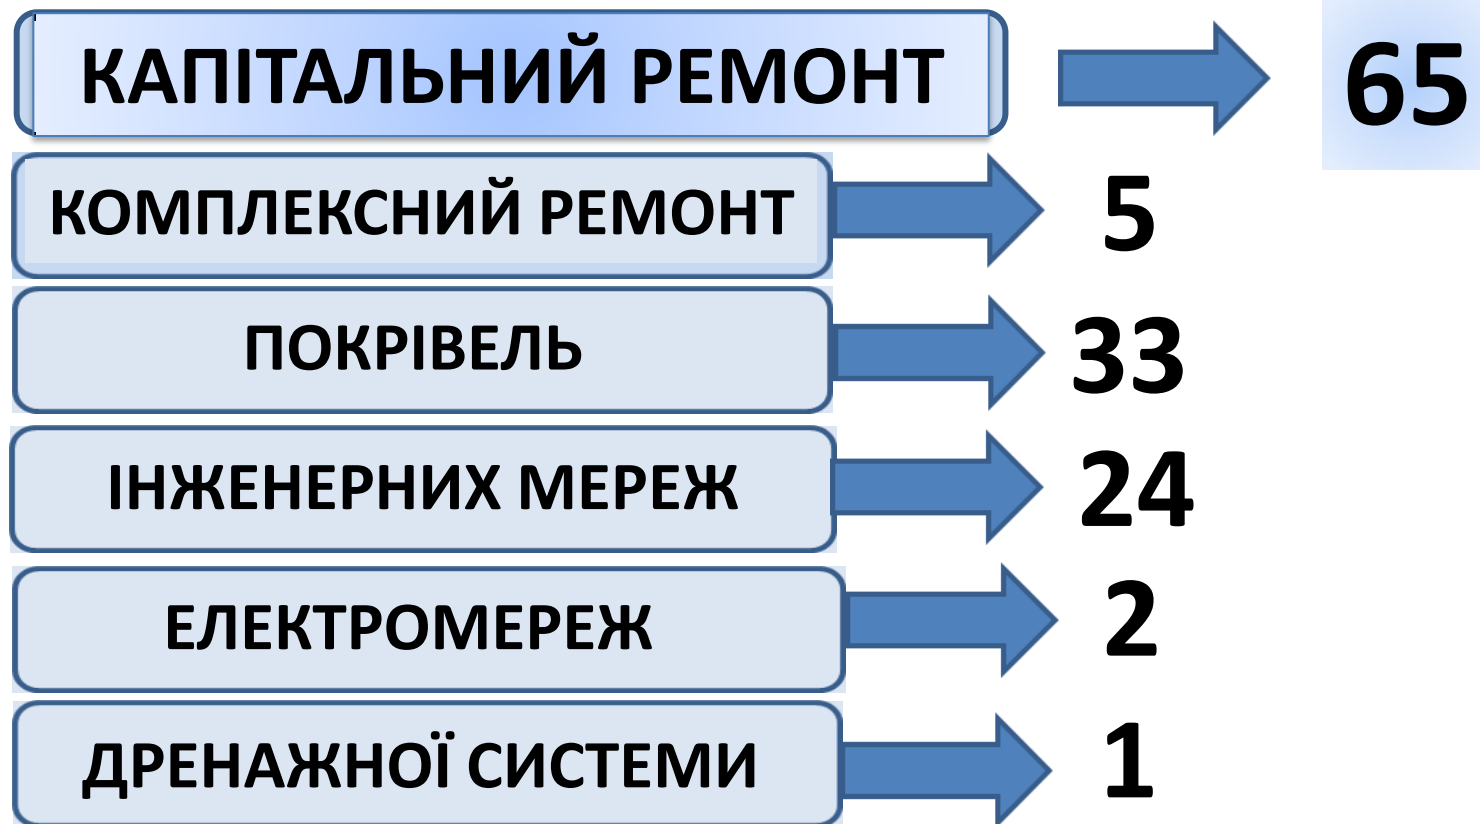 КАПІТАЛЬНИЙ РЕМОНТ 65
КОМПЛЕКСНИЙ РЕМОНТ 5
ПОКРІВЕЛЬ 33
ІНЖЕНЕРНИХ МЕРЕЖ 24
ЕЛЕКТРОМЕРЕЖ 2
ДРЕНАЖНОЇ СИСТЕМИ 1